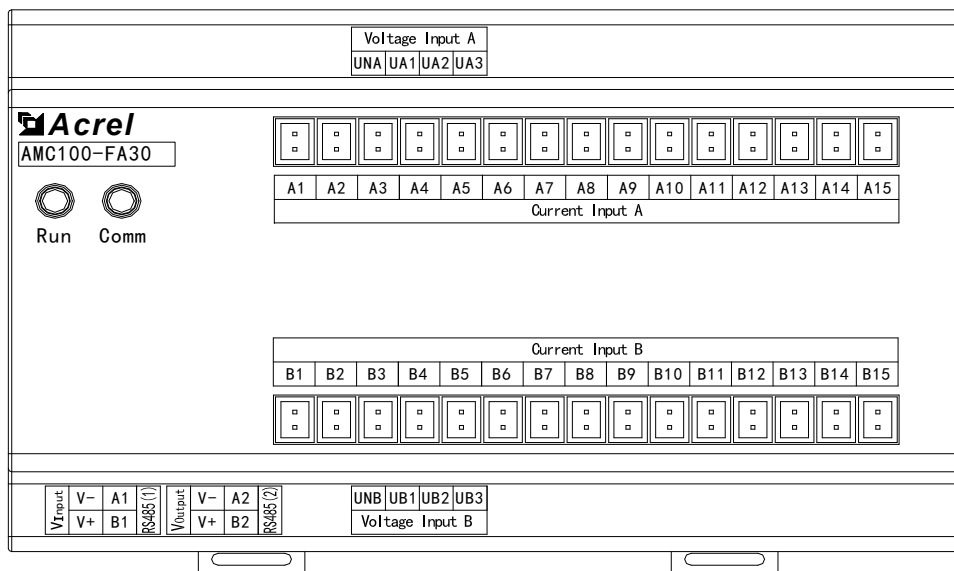 Voltage Input A
UNA UA1 UA2 UA3
Acrel
AMC100-FA30
A1 A2 A3 A4 A5 A6 A7 A8 A9 A10 A11 A12 A13 A14 A15
Current Input A
Run Comm
Current Input B
B1 B2 B3 B4 B5 B6 B7 B8 B9 B10 B11 B12 B13 B14 B15
VInput V- A1 RS485(1) VOutput V- A2 RS485(2) UNB UB1 UB2 UB3
V+ B1 V+ B2 Voltage Input B